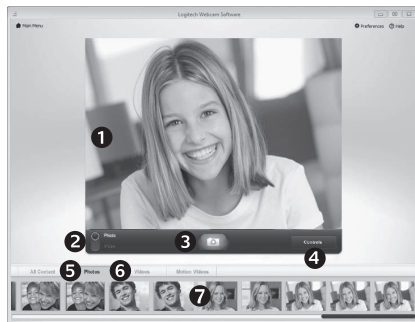 Logitech Webcam Software
Main Menu
Preferences Help
1
2 Photo
Video
3
Controls
4
All Content 5 Photos 6 Videos Motion Videos
7